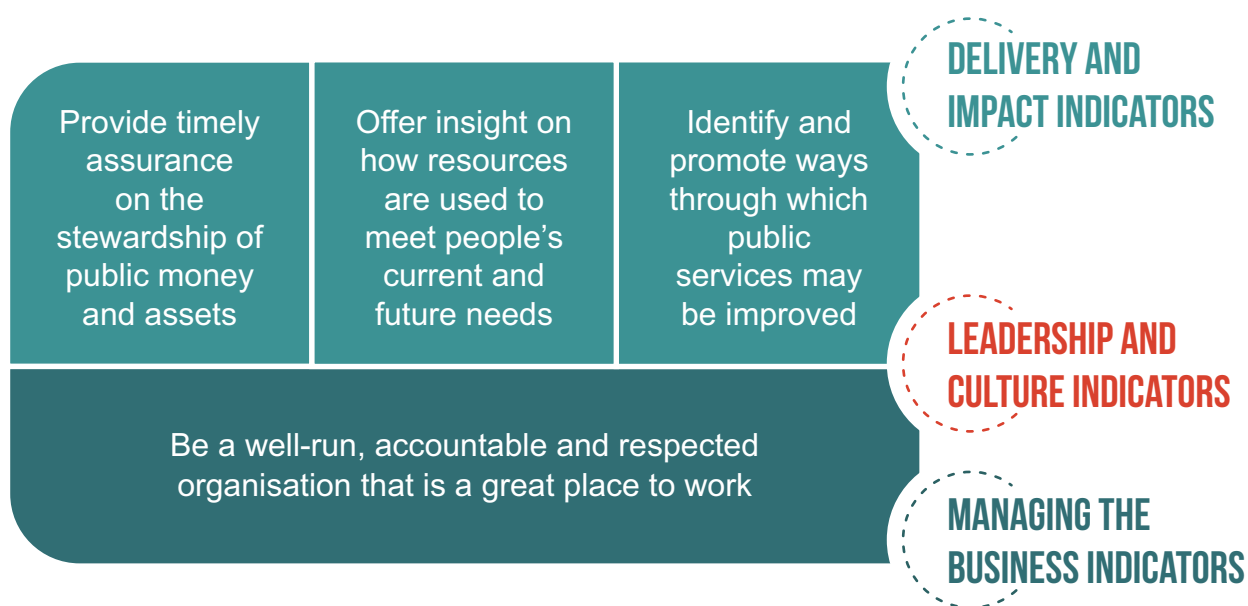 Provide timely
assurance
on the
stewardship of
public money
and assets
Offer insight on
how resources
are used to
meet people’s
current and
future needs
Identify and
promote ways
through which
public
services may
be improved
Be a well-run, accountable and respected
organisation that is a great place to work
DELIVERY AND
IMPACT INDICATORS
LEADERSHIP AND
CULTURE INDICATORS
MANAGING THE
BUSINESS INDICATORS